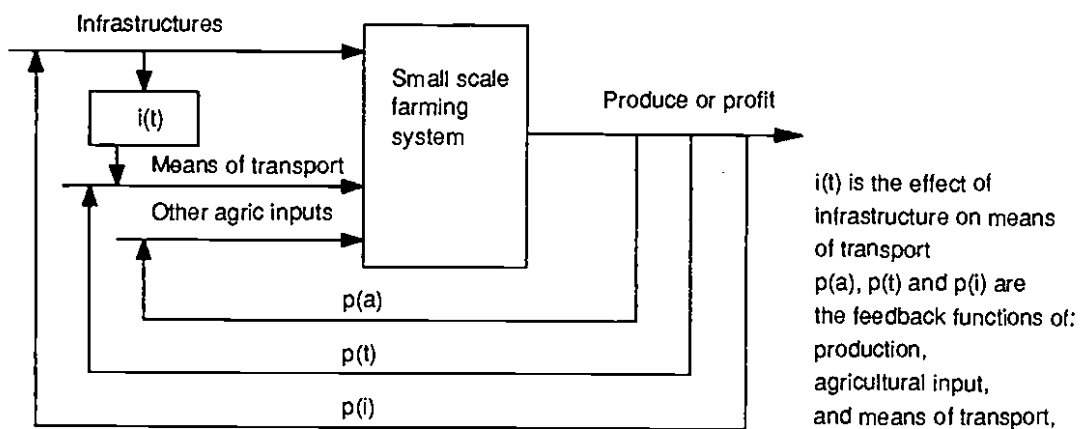 Infrastructures
Small scale
farming
system
Produce or profit
i(t)
Means of transport
Other agric inputs
p(a)
p(t)
p(i)
i(t) is the effect of
infrastructure on means
of transport
p(a), p(t) and p(i) are
the feedback functions of:
production,
agricultural input,
and means of transport,